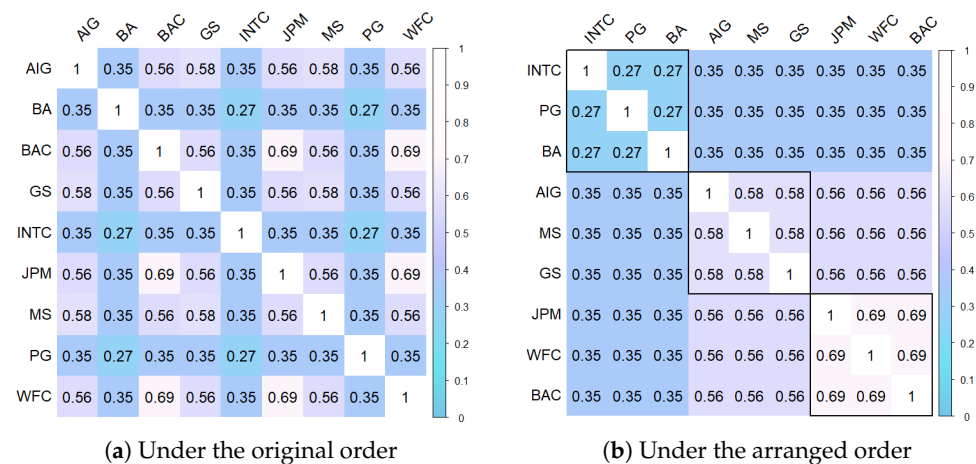 AIG BA BAC GS INTC JPM MS PG WFC
AIG 1 0.35 0.56 0.58 0.35 0.56 0.58 0.35 0.56
BA 0.35 1 0.35 0.35 0.27 0.35 0.35 0.27 0.35
BAC 0.56 0.35 1 0.56 0.35 0.69 0.56 0.35 0.69
GS 0.58 0.35 0.56 1 0.35 0.56 0.58 0.35 0.56
INTC 0.35 0.27 0.35 0.35 1 0.35 0.35 0.27 0.35
JPM 0.56 0.35 0.69 0.56 0.35 1 0.56 0.35 0.69
MS 0.58 0.35 0.56 0.58 0.35 0.56 1 0.35 0.56
PG 0.35 0.27 0.35 0.35 0.27 0.35 0.35 1 0.35
WFC 0.56 0.35 0.69 0.56 0.35 0.69 0.56 0.35 1
1
0.9
0.8
0.7
0.6
0.5
0.4
0.3
0.2
0.1
0
(a) Under the original order
INTC PG BA AIG MS GS JPM WFC BAC
INTC 1 0.27 0.27 0.35 0.35 0.35 0.35 0.35 0.35
PG 0.27 1 0.27 0.35 0.35 0.35 0.35 0.35 0.35
BA 0.27 0.27 1 0.35 0.35 0.35 0.35 0.35 0.35
AIG 0.35 0.35 0.35 1 0.58 0.58 0.56 0.56 0.56
MS 0.35 0.35 0.35 0.58 1 0.58 0.56 0.56 0.56
GS 0.35 0.35 0.35 0.58 0.58 1 0.56 0.56 0.56
JPM 0.35 0.35 0.35 0.56 0.56 0.56 1 0.69 0.69
WFC 0.35 0.35 0.35 0.56 0.56 0.56 0.69 1 0.69
BAC 0.35 0.35 0.35 0.56 0.56 0.56 0.69 0.69 1
1
0.9
0.8
0.7
0.6
0.5
0.4
0.3
0.2
0.1
0
(b) Under the arranged order